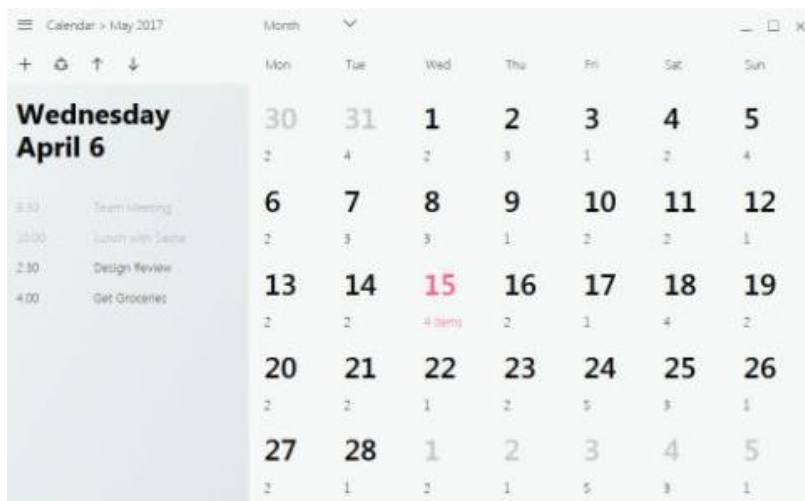 Calendar > May 2017 Month
Mon Tue Wed Thu Fri Sat Sun
Wednesday
April 6
8.30 Team Meeting
10.00 Lunch with Sasha
2.30 Design Review
4.00 Get Groceries
30 31 1 2 3 4 5
2 4 2 3 1 2 4
6 7 8 9 10 11 12
2 3 3 1 2 2 1
13 14 15 16 17 18 19
2 2 4 items 2 1 4 2
20 21 22 23 24 25 26
2 2 1 2 5 3 1
27 28 1 2 3 4 5
2 1 2 1 5 3 1